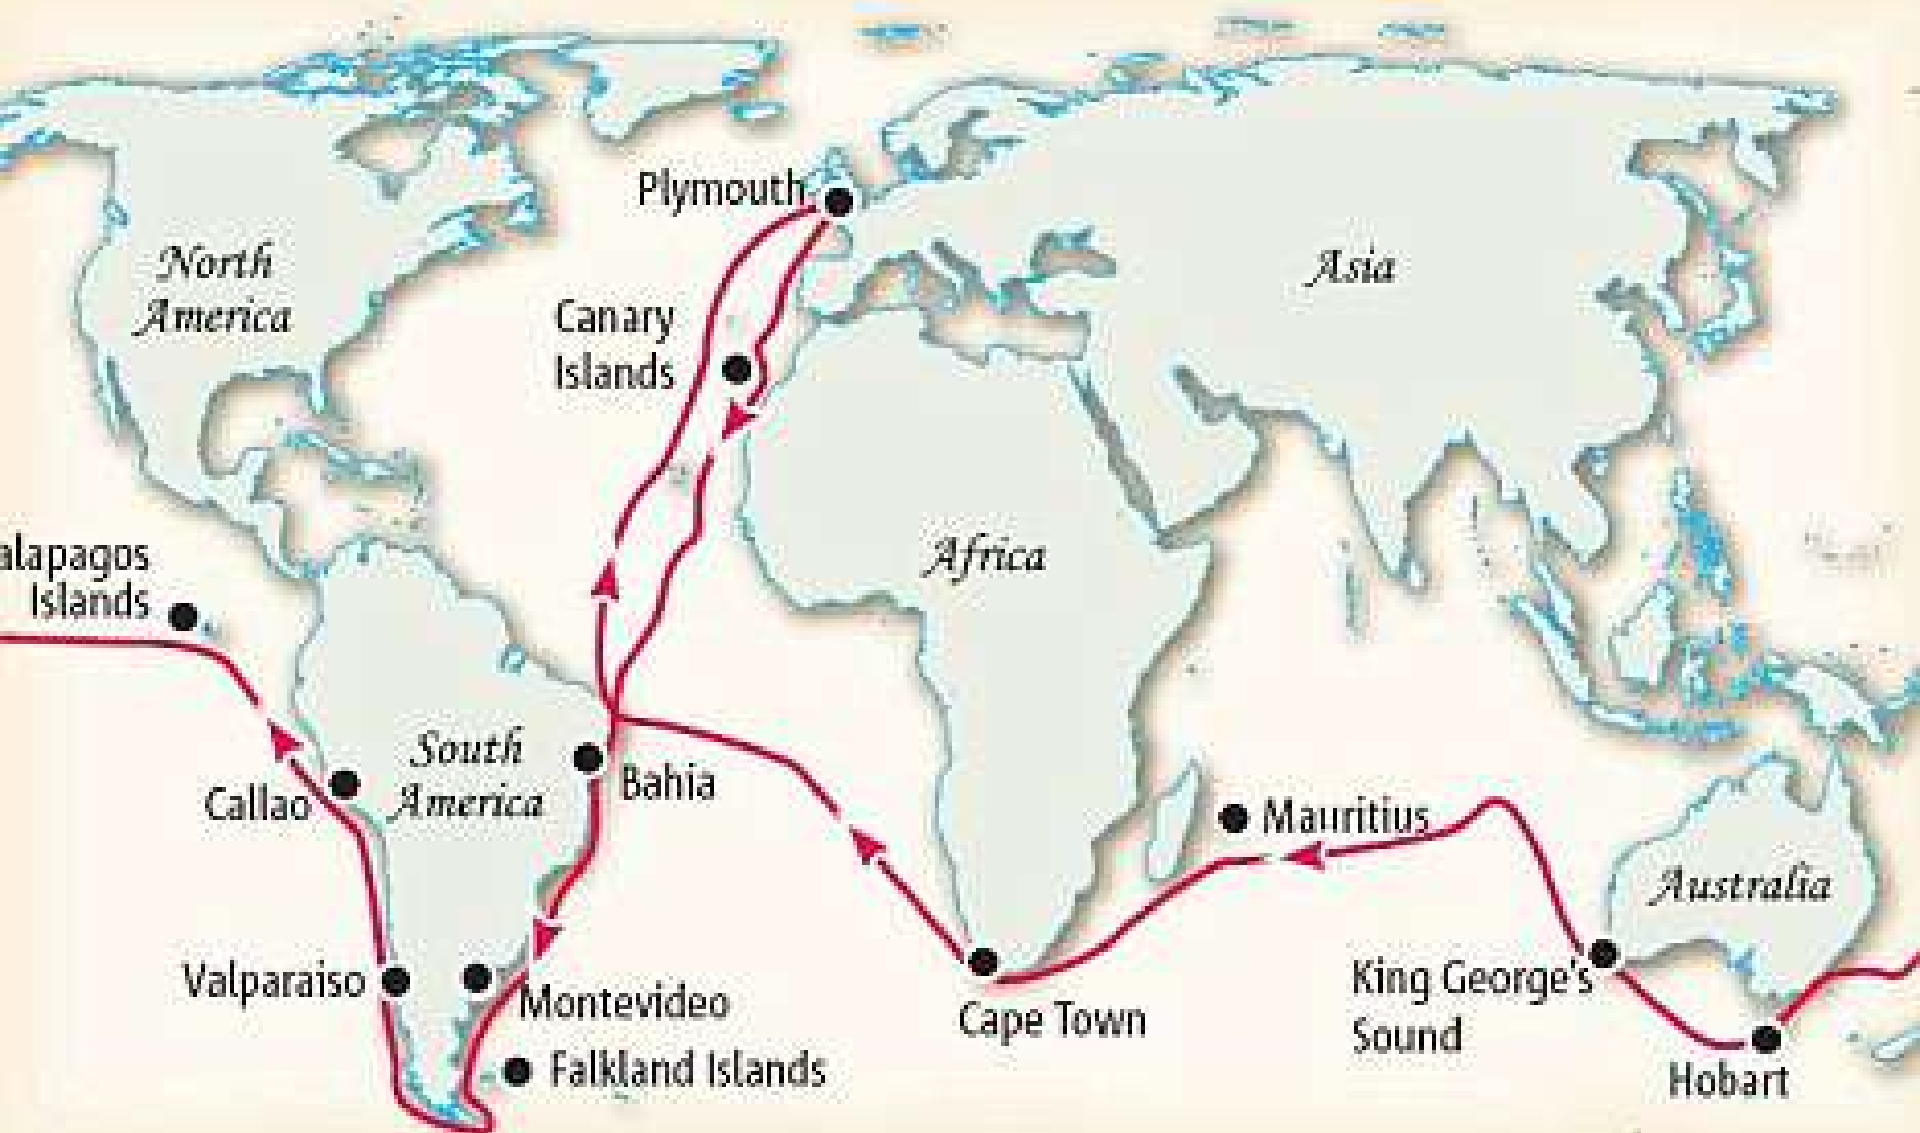 Plymouth
North
America
Asia
Canary
Islands
Africa
alapagos
Islands
South
America
Callao
Bahia
Mauritius
Australia
Valparaiso
Montevideo
King George's
Sound
Cape Town
Falkland Islands
Hobart